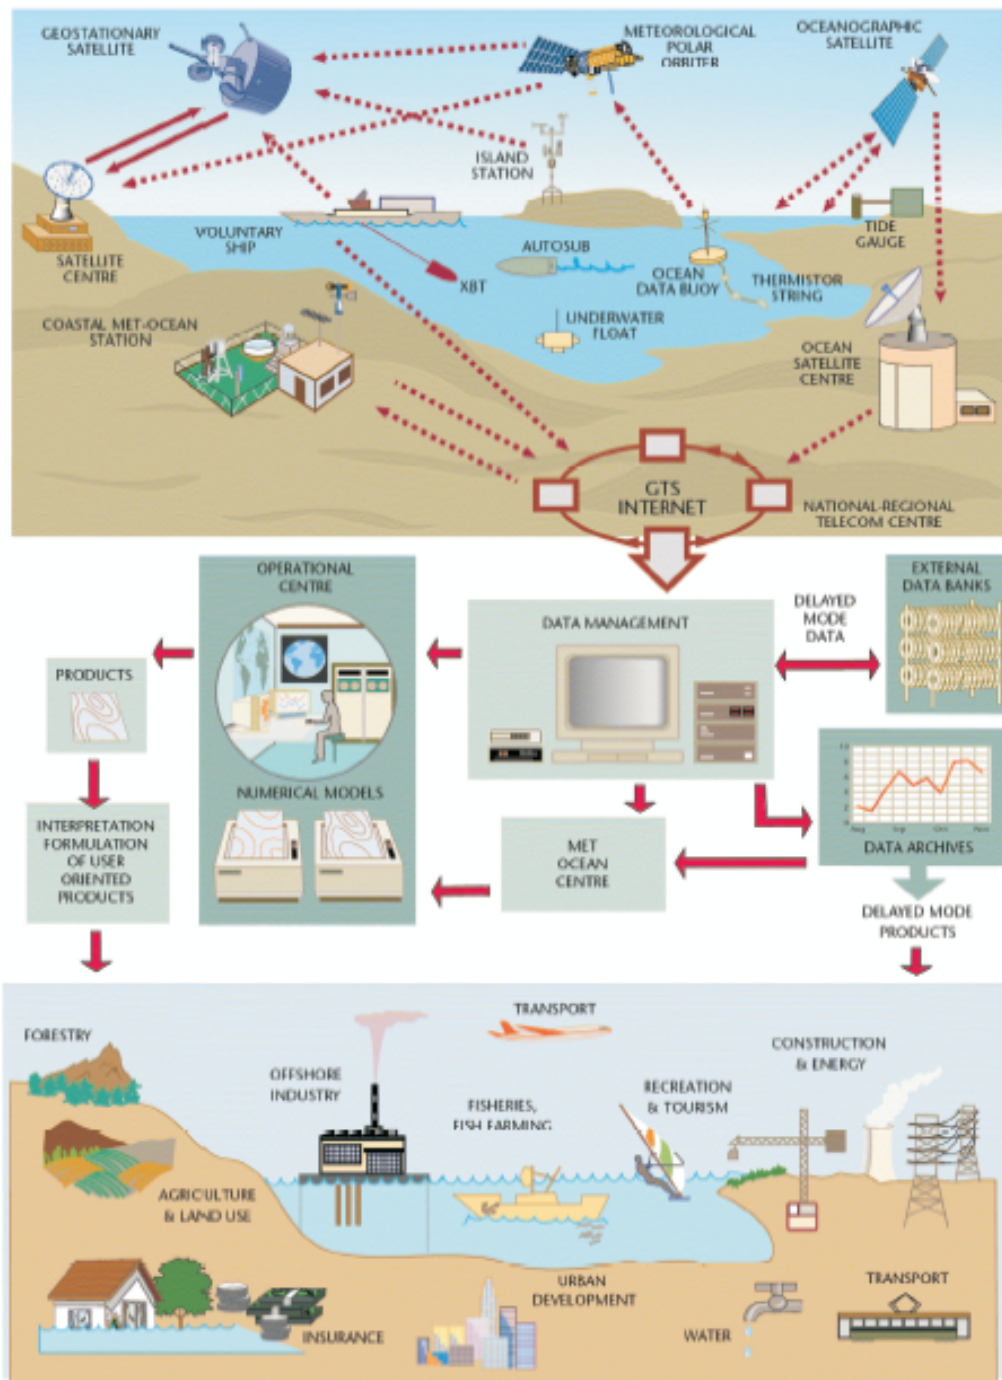 GEOSTATIONARY
SATELLITE
METEOROLOGICAL
POLAR
ORBITER
OCEANOGRAPHIC
SATELLITE
ISLAND
STATION
VOLUNTARY
SHIP
SATELLITE
CENTRE
XBT
AUTOSUB
OCEAN
DATA BUOY
THERMISTOR
STRING
TIDE
GAUGE
COASTAL MET-OCEAN
STATION
UNDERWATER
FLOAT
OCEAN
SATELLITE
CENTRE
GTS
INTERNET
NATIONAL-REGIONAL
TELECOM CENTRE
OPERATIONAL
CENTRE
DATA MANAGEMENT
DELAYED
MODE
DATA
EXTERNAL
DATA BANKS
PRODUCTS
NUMERICAL MODELS
INTERPRETATION
FORMULATION
OF USER
ORIENTED
PRODUCTS
MET
OCEAN
CENTRE
Aug Sep Oct Nov
DATA ARCHIVES
DELAYED MODE
PRODUCTS
FORESTRY
TRANSPORT
OFFSHORE
INDUSTRY
FISHERIES,
FISH FARMING
RECREATION
& TOURISM
CONSTRUCTION
& ENERGY
AGRICULTURE
& LAND USE
INSURANCE
URBAN
DEVELOPMENT
WATER
TRANSPORT